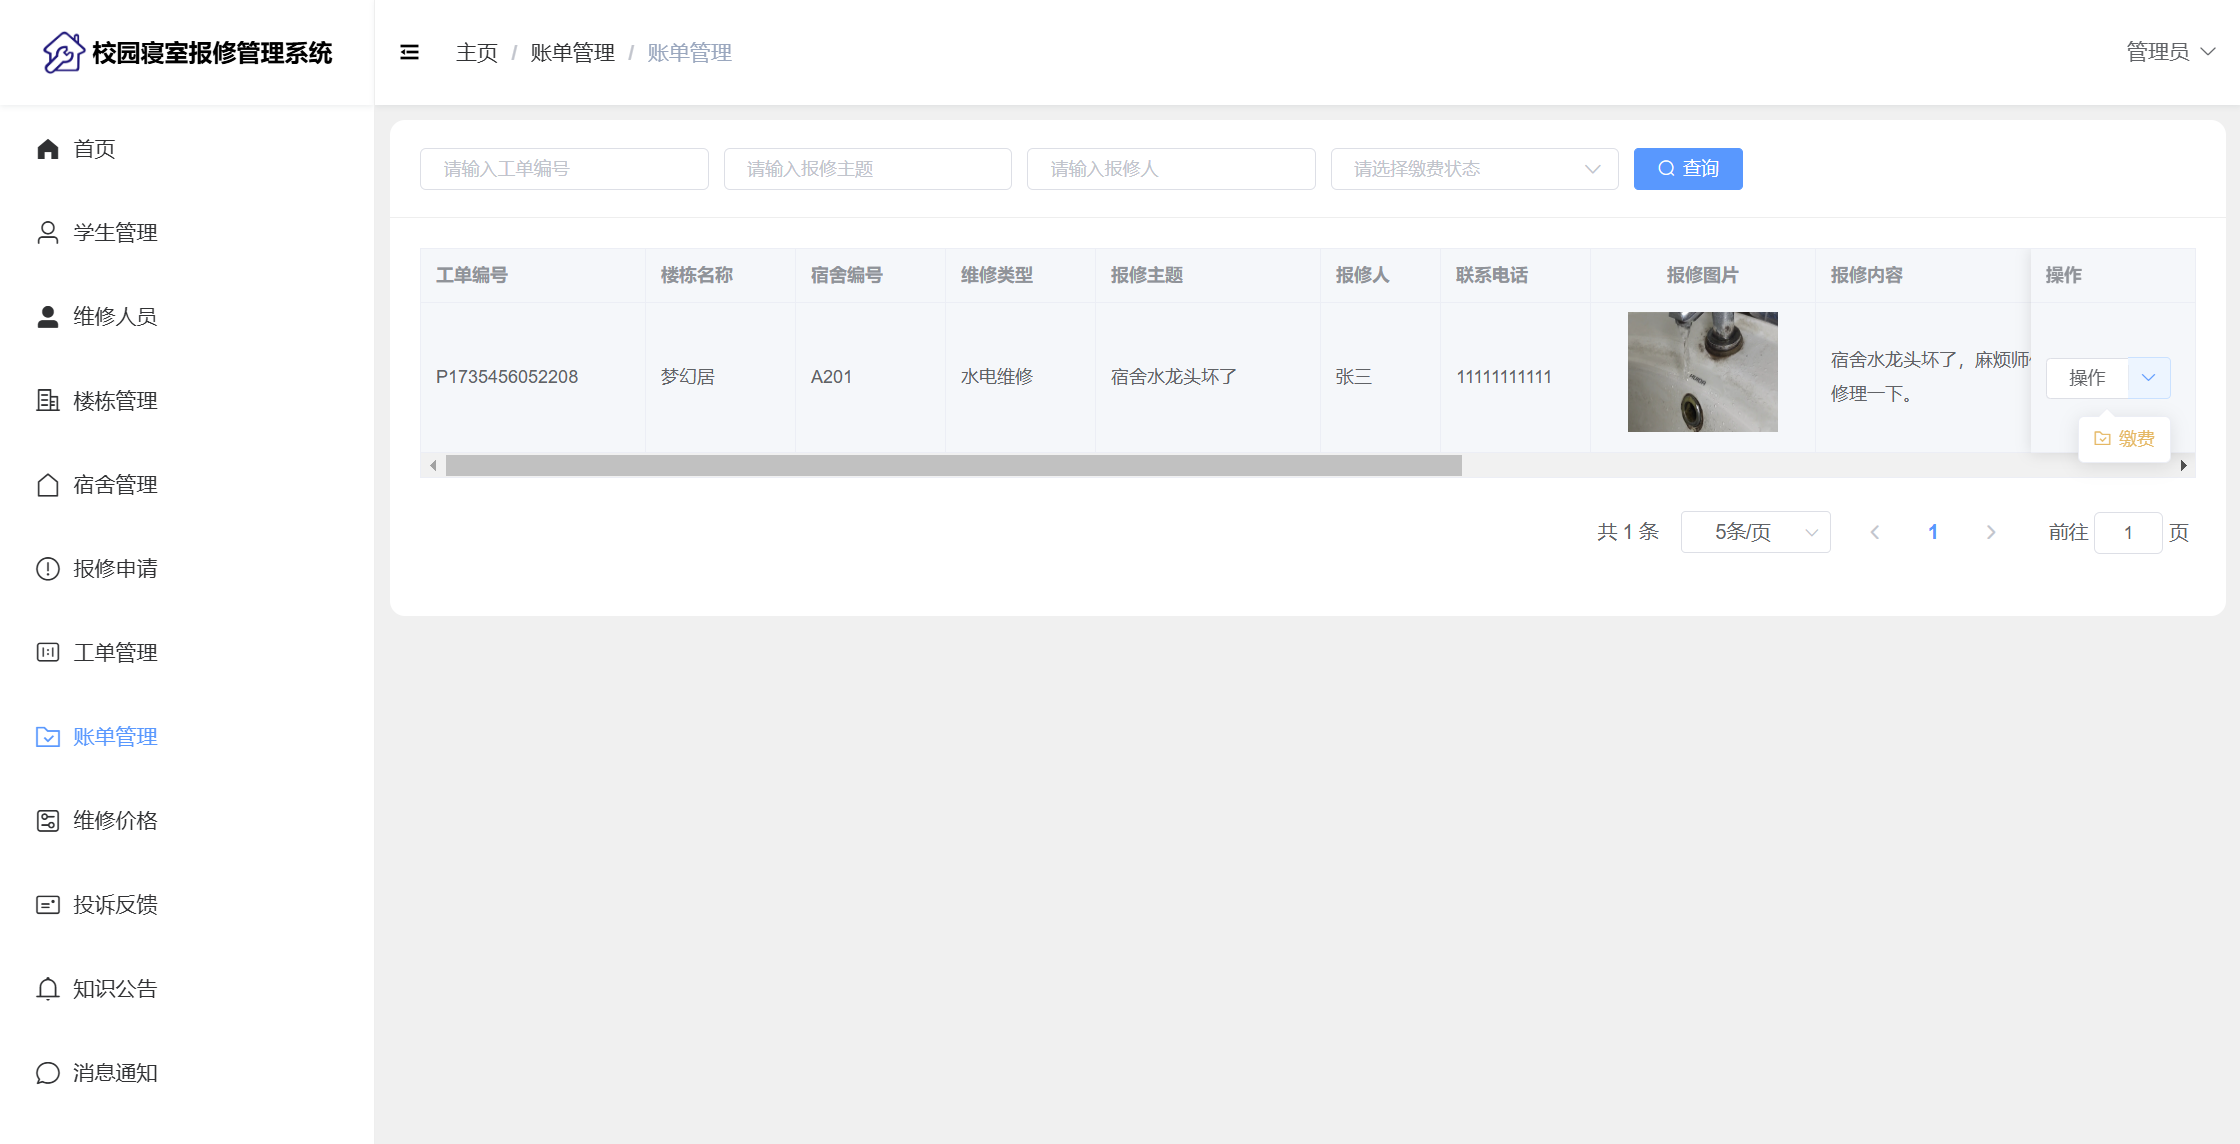 校园寝室报修管理系统
主页 / 账单管理 / 账单管理
管理员
首页
学生管理
维修人员
楼栋管理
宿舍管理
报修申请
工单管理
账单管理
维修价格
投诉反馈
知识公告
消息通知
请输入工单编号 请输入报修主题 请输入报修人 请选择缴费状态 查询
工单编号 楼栋名称 宿舍编号 维修类型 报修主题 报修人 联系电话 报修图片 报修内容 操作
P1735456052208 梦幻居 A201 水电维修 宿舍水龙头坏了 张三 11111111111
宿舍水龙头坏了，麻烦师
修理一下。
操作
缴费
共 1 条 5条/页 1 前往 1 页